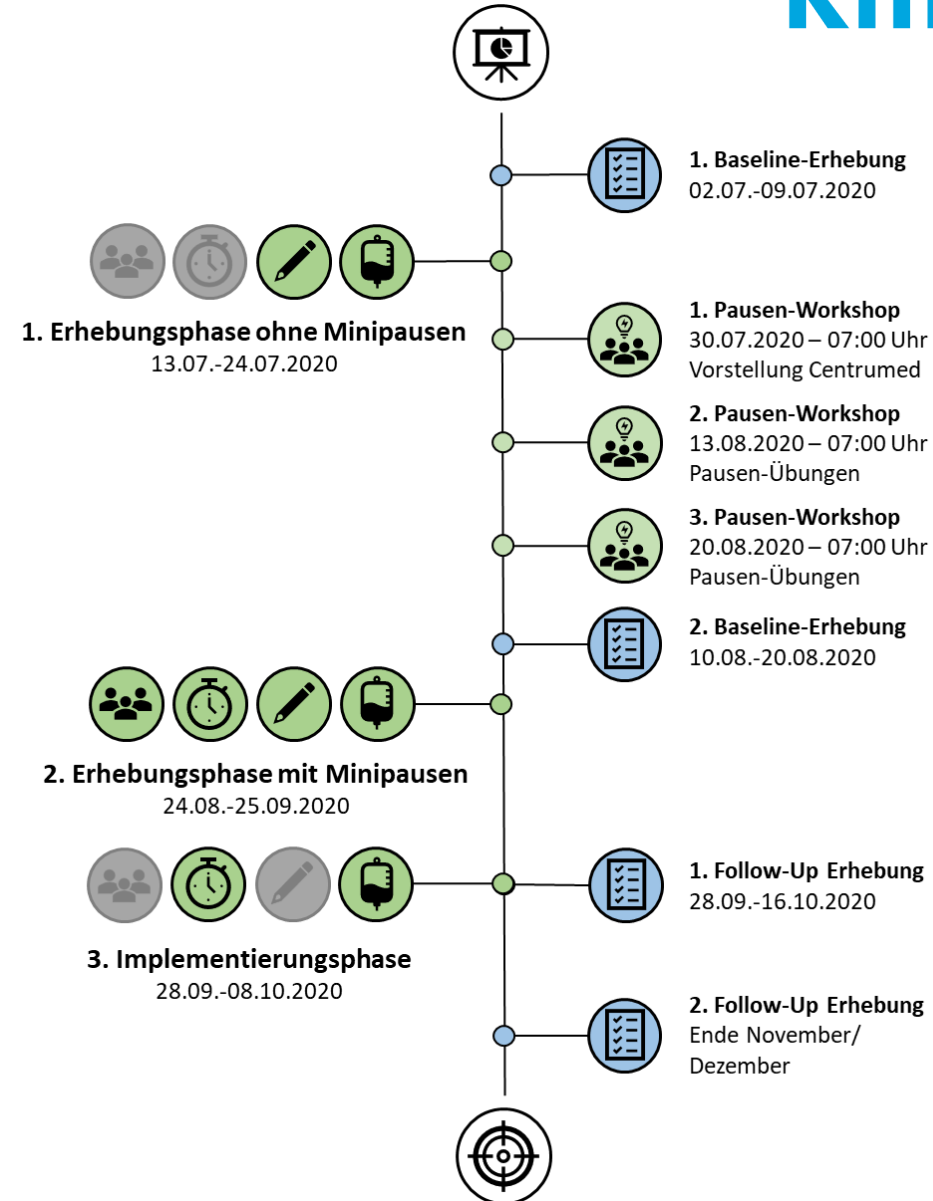 1. Baseline-Erhebung
02.07.-09.07.2020
1. Erhebungsphase ohne Minipausen
13.07.-24.07.2020
1. Pausen-Workshop
30.07.2020 – 07:00 Uhr
Vorstellung Centrumed
2. Pausen-Workshop
13.08.2020 – 07:00 Uhr
Pausen-Übungen
3. Pausen-Workshop
20.08.2020 – 07:00 Uhr
Pausen-Übungen
2. Baseline-Erhebung
10.08.-20.08.2020
2. Erhebungsphase mit Minipausen
24.08.-25.09.2020
1. Follow-Up Erhebung
28.09.-16.10.2020
3. Implementierungsphase
28.09.-08.10.2020
2. Follow-Up Erhebung
Ende November/
Dezember